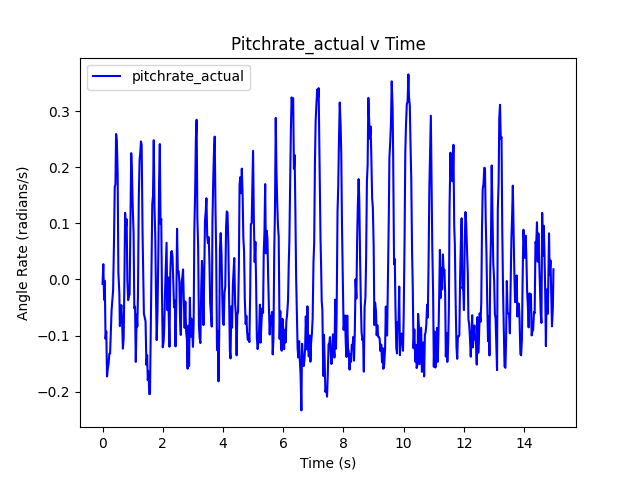 Pitchrate_actual v Time
pitchrate_actual
Angle Rate (radians/s)
0.3
0.2
0.1
0.0
−0.1
−0.2
0 2 4 6 8 10 12 14
Time (s)